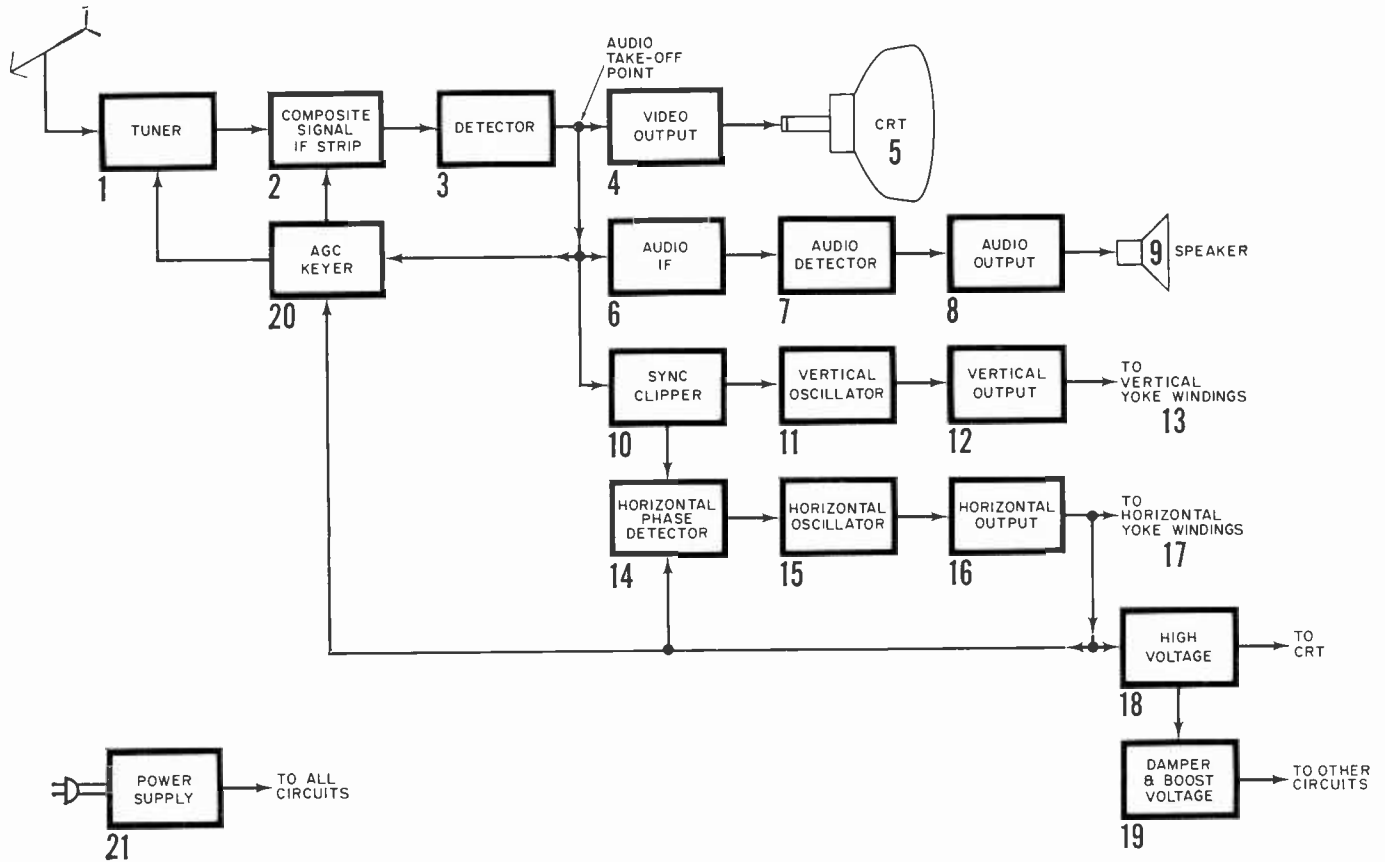 AUDIO
TAKE-OFF
POINT
TUNER
1
COMPOSITE
SIGNAL
IF STRIP
2
DETECTOR
3
VIDEO
OUTPUT
4
CRT
5
AGC
KEYER
20
AUDIO
IF
6
AUDIO
DETECTOR
7
AUDIO
OUTPUT
8
9
SPEAKER
SYNC
CLIPPER
10
VERTICAL
OSCILLATOR
11
VERTICAL
OUTPUT
12
TO
VERTICAL
YOKE WINDINGS
13
HORIZONTAL
PHASE
DETECTOR
14
HORIZONTAL
OSCILLATOR
15
HORIZONTAL
OUTPUT
16
TO
HORIZONTAL
YOKE WINDINGS
17
HIGH
VOLTAGE
18
TO
CRT
DAMPER
& BOOST
VOLTAGE
19
TO OTHER
CIRCUITS
POWER
SUPPLY
21
TO ALL
CIRCUITS